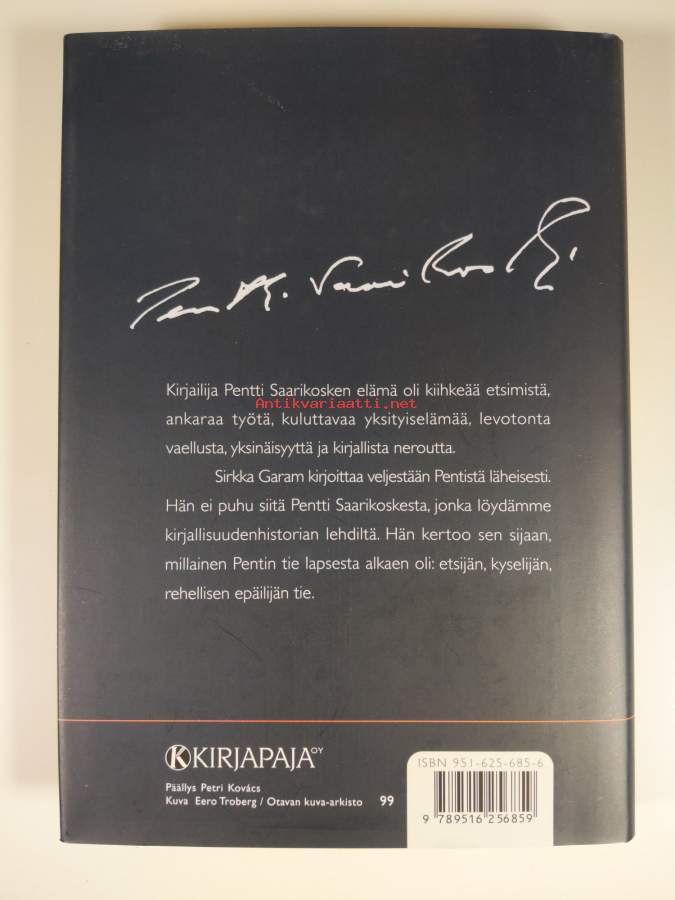 Pentti Saarikoski
Kirjailija Pentti Saarikosken elämä oli kiihkeää etsimistä,
Antikvariaatti.net
ankaraa työtä, kuluttavaa yksityiselämää, levotonta
vaellusta, yksinäisyyttä ja kirjallista neroutta.
Sirkka Garam kirjoittaa veljestään Pentistä läheisesti.
Hän ei puhu siitä Pentti Saarikoskesta, jonka löydämme
kirjallisuudenhistorian lehdiltä. Hän kertoo sen sijaan,
millainen Pentin tie lapsesta alkaen oli: etsijän, kyselijän,
rehellisen epäilijän tie.
KIRJAPAJA OY
Päällys Petri Kovács
Kuva Eero Troberg / Otavan kuva-arkisto 99
ISBN 951-625-685-6
9 789516 256859